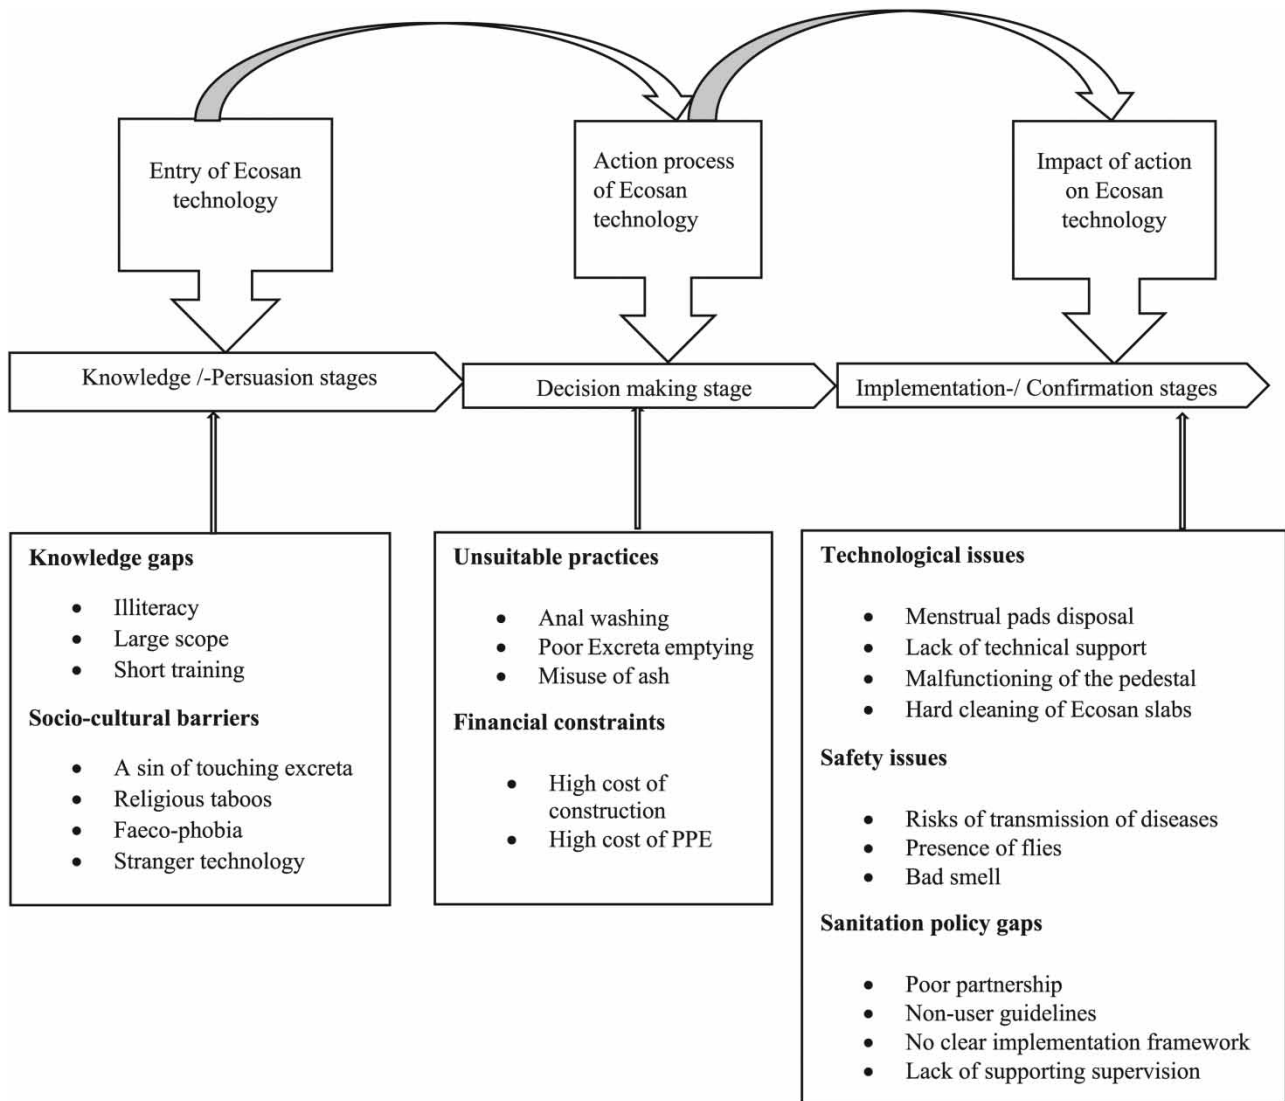 Entry of Ecosan
technology
Action process
of Ecosan
technology
Impact of action
on Ecosan
technology
Knowledge /-Persuasion stages
Decision making stage
Implementation-/ Confirmation stages
Knowledge gaps
• Illiteracy
• Large scope
• Short training
Socio-cultural barriers
• A sin of touching excreta
• Religious taboos
• Faeco-phobia
• Stranger technology
Unsuitable practices
• Anal washing
• Poor Excreta emptying
• Misuse of ash
Financial constraints
• High cost of
construction
• High cost of PPE
Technological issues
• Menstrual pads disposal
• Lack of technical support
• Malfunctioning of the pedestal
• Hard cleaning of Ecosan slabs
Safety issues
• Risks of transmission of diseases
• Presence of flies
• Bad smell
Sanitation policy gaps
• Poor partnership
• Non-user guidelines
• No clear implementation framework
• Lack of supporting supervision